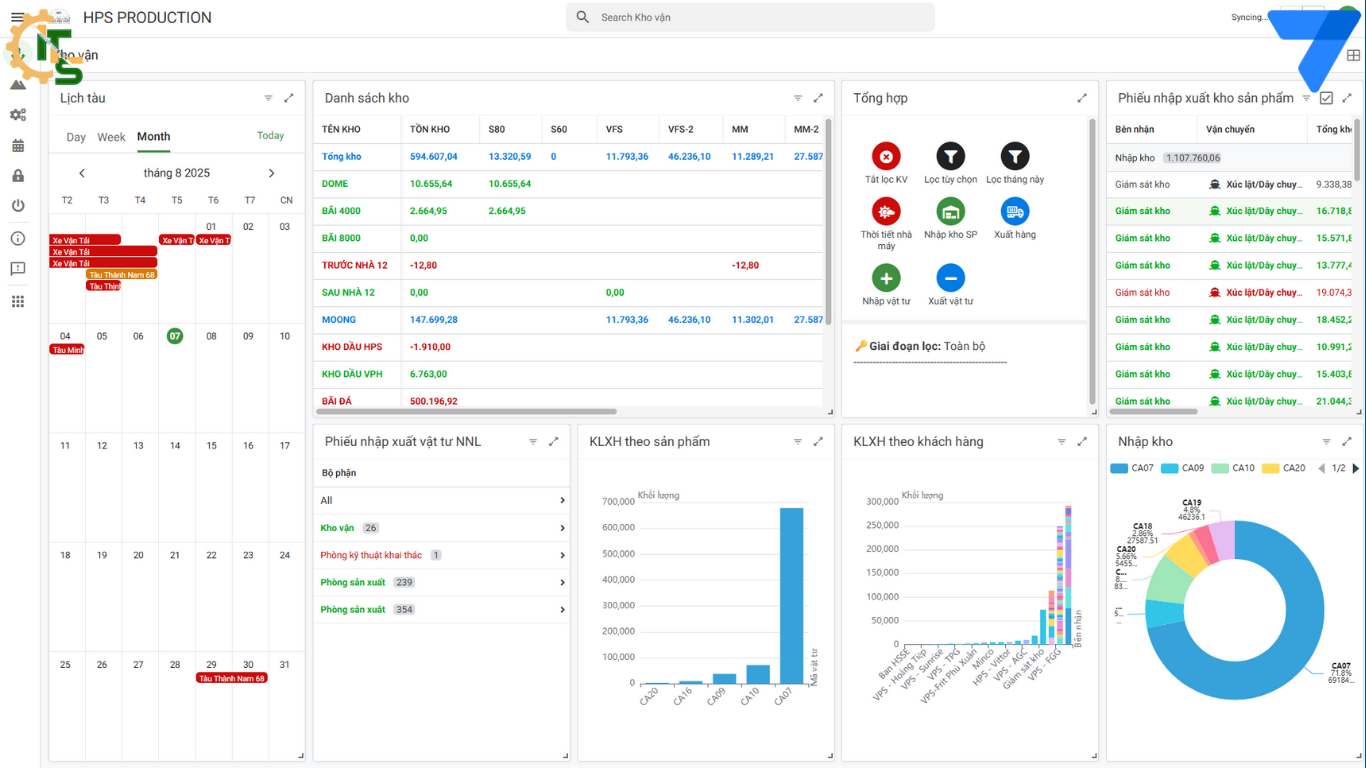 HPS PRODUCTION
Search Kho vận
Syncing...
ITS
Kho vận
Lịch tàu
Day Week Month Today
tháng 8 2025
T2 T3 T4 T5 T6 T7 CN
01 02 03
Xe Vận Tải Xe Vận T Xe Vận T
Xe Vận Tải
Xe Vận Tải
Tàu Thành Nam 68
Tàu Thịnh
04 05 06 07 08 09 10
Tàu Minh
11 12 13 14 15 16 17
18 19 20 21 22 23 24
25 26 27 28 29 30 31
Tàu Thành Nam 68
Danh sách kho
TÊN KHO TỒN KHO S80 S60 VFS VFS-2 MM MM-2
Tổng kho 594.607,04 13.320,59 0 11.793,36 46.236,10 11.289,21 27.587
DOME 10.655,64 10.655,64
BÃI 4000 2.664,95 2.664,95
BÃI 8000 0,00
TRƯỚC NHÀ 12 -12,80 -12,80
SAU NHÀ 12 0,00 0,00
MOONG 147.699,28 11.793,36 46.236,10 11.302,01 27.587
KHO DẦU HPS -1.910,00
KHO DẦU VPH 6.763,00
BÃI ĐÁ 500.196,92
Tổng hợp
Tắt lọc KV Lọc tùy chọn Lọc tháng này
Thời tiết nhà máy Nhập kho SP Xuất hàng
Nhập vật tư Xuất vật tư
Giai đoạn lọc: Toàn bộ
Phiếu nhập xuất kho sản phẩm
Bên nhận Vận chuyển Tổng kh
Nhập kho 1.107.760,06
Giám sát kho Xúc lật/Dây chuy... 9.338,38
Giám sát kho Xúc lật/Dây chuy... 16.718,8
Giám sát kho Xúc lật/Dây chuy... 15.571,8
Giám sát kho Xúc lật/Dây chuy... 13.777,4
Giám sát kho Xúc lật/Dây chuy... 19.074,3
Giám sát kho Xúc lật/Dây chuy... 18.452,2
Giám sát kho Xúc lật/Dây chuy... 10.991,2
Giám sát kho Xúc lật/Dây chuy... 15.403,8
Giám sát kho Xúc lật/Dây chuy... 21.044,3
Phiếu nhập xuất vật tư NNL
Bộ phận
All
Kho vận 26
Phòng kỹ thuật khai thác 1
Phòng sản xuất 239
Phòng sản xuât 354
KLXH theo sản phẩm
Khối lượng
700,000
600,000
500,000
400,000
300,000
200,000
100,000
0
CA20 CA16 CA09 CA10 CA07
Mã vật tư
KLXH theo khách hàng
Khối lượng
300,000
250,000
200,000
150,000
100,000
50,000
0
Ban HSSE VPS - Hoàng Tiệp VPS - Sunrise VPS - TPG VPS-Frit Phú Xuân Minco HPS - Vittor VPS - AGC Giám sát kho VPS - FGG
Bên nhận
Nhập kho
CA07 CA09 CA10 CA20 1/2
CA19
4.8%
46236.1
CA18
2.86%
27587.51
CA20
5.66%
5455...
C...
8...
83...
5...
...
CA07
71.8%
69184...